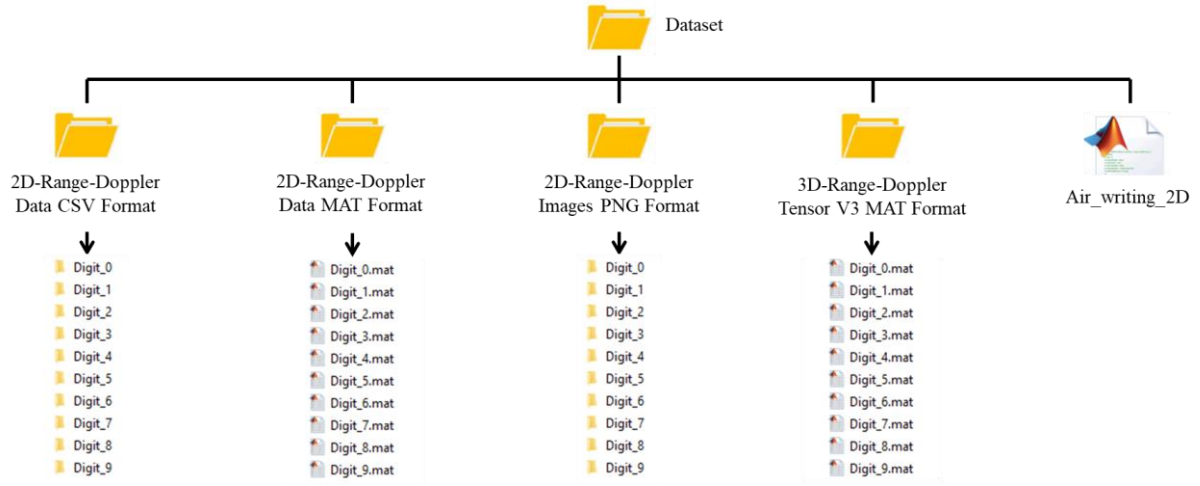 Dataset
2D-Range-Doppler
Data CSV Format
2D-Range-Doppler
Data MAT Format
2D-Range-Doppler
Images PNG Format
3D-Range-Doppler
Tensor V3 MAT Format
Air_writing_2D
Digit_0
Digit_1
Digit_2
Digit_3
Digit_4
Digit_5
Digit_6
Digit_7
Digit_8
Digit_9
Digit_0.mat
Digit_1.mat
Digit_2.mat
Digit_3.mat
Digit_4.mat
Digit_5.mat
Digit_6.mat
Digit_7.mat
Digit_8.mat
Digit_9.mat
Digit_0
Digit_1
Digit_2
Digit_3
Digit_4
Digit_5
Digit_6
Digit_7
Digit_8
Digit_9
Digit_0.mat
Digit_1.mat
Digit_2.mat
Digit_3.mat
Digit_4.mat
Digit_5.mat
Digit_6.mat
Digit_7.mat
Digit_8.mat
Digit_9.mat